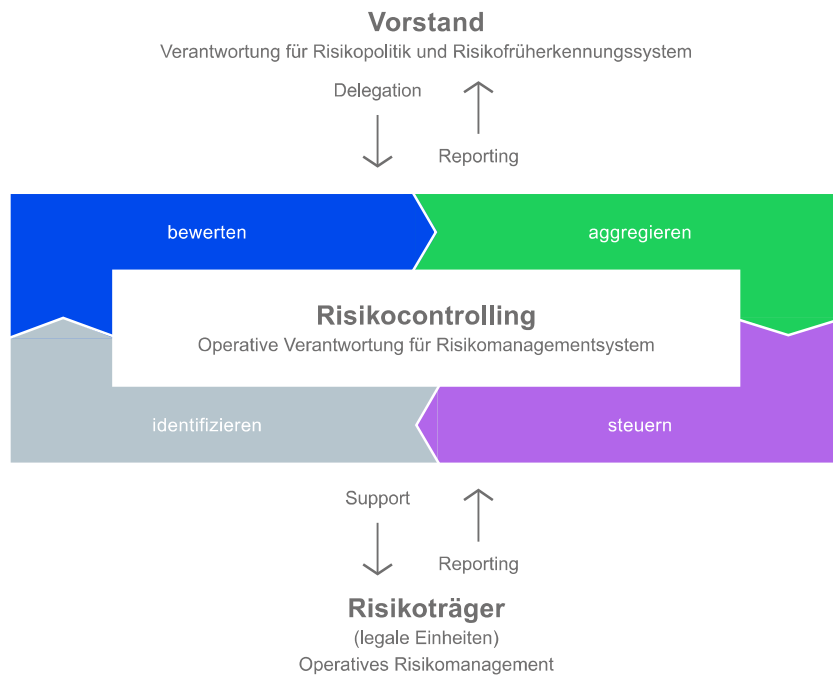 Vorstand
Verantwortung für Risikopolitik und Risikofrüherkennungssystem
Delegation
Reporting
bewerten
aggregieren
Risikocontrolling
Operative Verantwortung für Risikomanagementsystem
identifizieren
steuern
Support
Reporting
Risikoträger
(legale Einheiten)
Operatives Risikomanagement